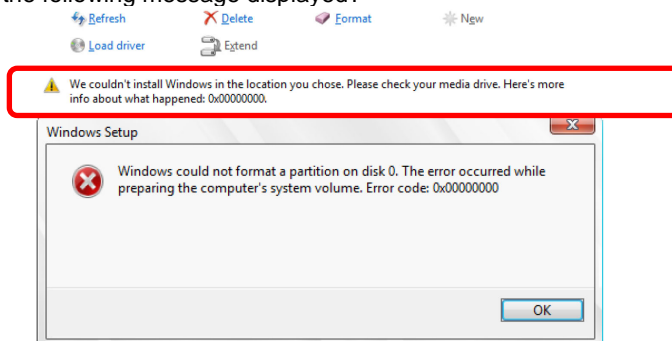 the following message displayed?
Refresh Delete Format New
Load driver Extend
We couldn't install Windows in the location you chose. Please check your media drive. Here's more
info about what happened: 0x00000000.
Windows Setup
Windows could not format a partition on disk 0. The error occurred while
preparing the computer's system volume. Error code: 0x00000000
OK